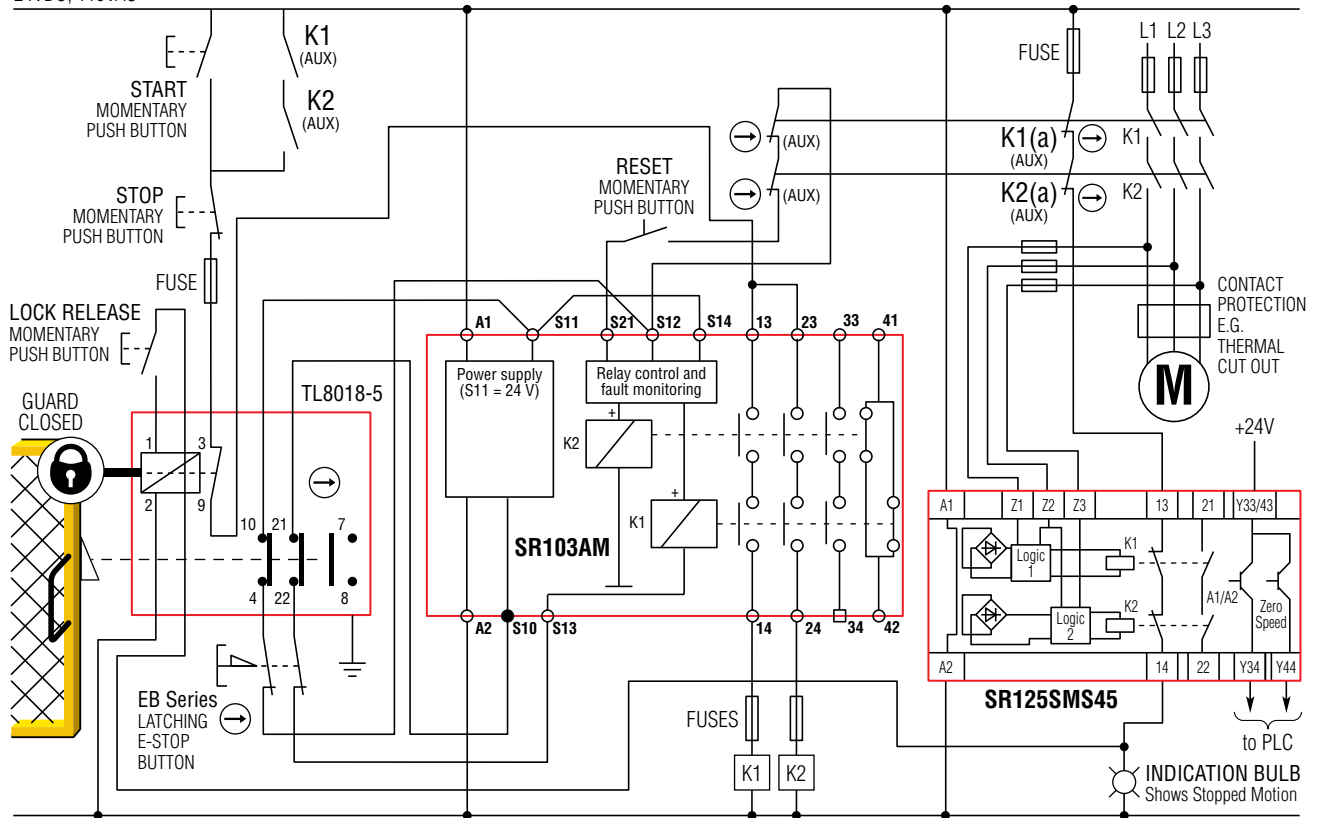 K1
(AUX)
START
MOMENTARY
PUSH BUTTON
K2
(AUX)
STOP
MOMENTARY
PUSH BUTTON
FUSE
LOCK RELEASE
MOMENTARY
PUSH BUTTON
GUARD
CLOSED
TL8018-5
1
3
2
9
10
21
7
4
22
8
EB Series
LATCHING
E-STOP
BUTTON
RESET
MOMENTARY
PUSH BUTTON
(AUX)
(AUX)
A1
S11
S21
S12
S14
13
23
33
41
Power supply
(S11 = 24 V)
Relay control and
fault monitoring
+
K2
+
K1
SR103AM
A2
S10
S13
14
24
34
42
FUSES
K1
K2
FUSE
L1
L2
L3
K1(a)
(AUX)
K1
K2(a)
(AUX)
K2
CONTACT
PROTECTION
E.G.
THERMAL
CUT OUT
M
+24V
A1
Z1
Z2
Z3
13
21
Y33/43
Logic
1
K1
A1/A2
Zero
Speed
Logic
2
K2
A2
14
22
Y34
Y44
SR125SMS45
to PLC
INDICATION BULB
Shows Stopped Motion